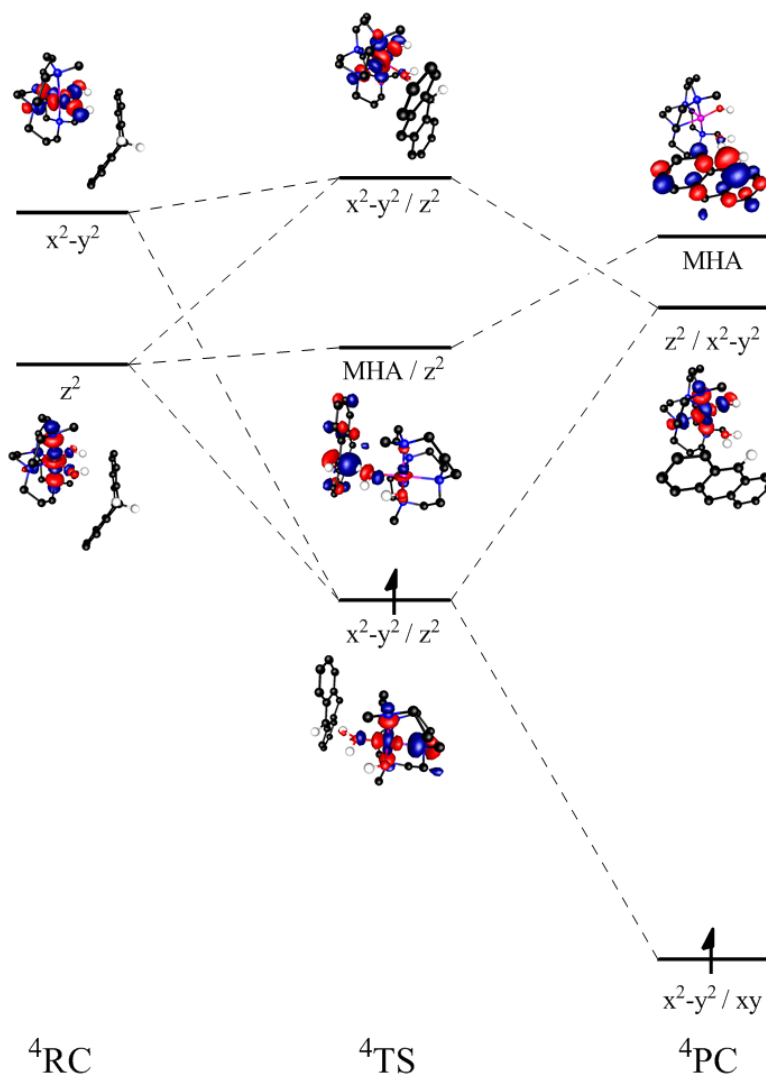 x²-y²
z²
x²-y² / z²
MHA / z²
x²-y² / z²
MHA
z² / x²-y²
x²-y² / xy
⁴RC
⁴TS
⁴PC